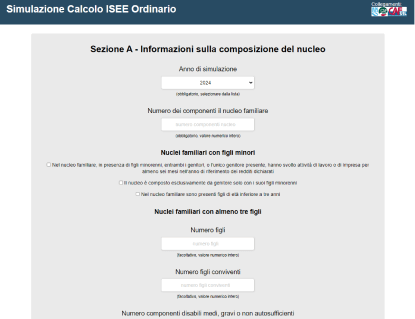 Simulazione Calcolo ISEE Ordinario
Collegamenti
CAF
Sezione A - Informazioni sulla composizione del nucleo
Anno di simulazione
2024
(obbligatorio, selezionare dalla lista)
Numero dei componenti il nucleo familiare
numero componenti nucleo
(obbligatorio, valore numerico intero)
Nuclei familiari con figli minori
Nel nucleo familiare, in presenza di figli minorenni, entrambi i genitori, o l'unico genitore presente, hanno svolto attività di lavoro o di impresa per
almeno sei mesi nell'anno di riferimento dei redditi dichiarati
Il nucleo è composto esclusivamente da genitore solo con i suoi figli minorenni
Nel nucleo familiare sono presenti figli di età inferiore a tre anni
Nuclei familiari con almeno tre figli
Numero figli
numero figli
(facoltativo, valore numerico intero)
Numero figli conviventi
numero figli conviventi
(facoltativo, valore numerico intero)
Numero componenti disabili medi, gravi o non autosufficienti